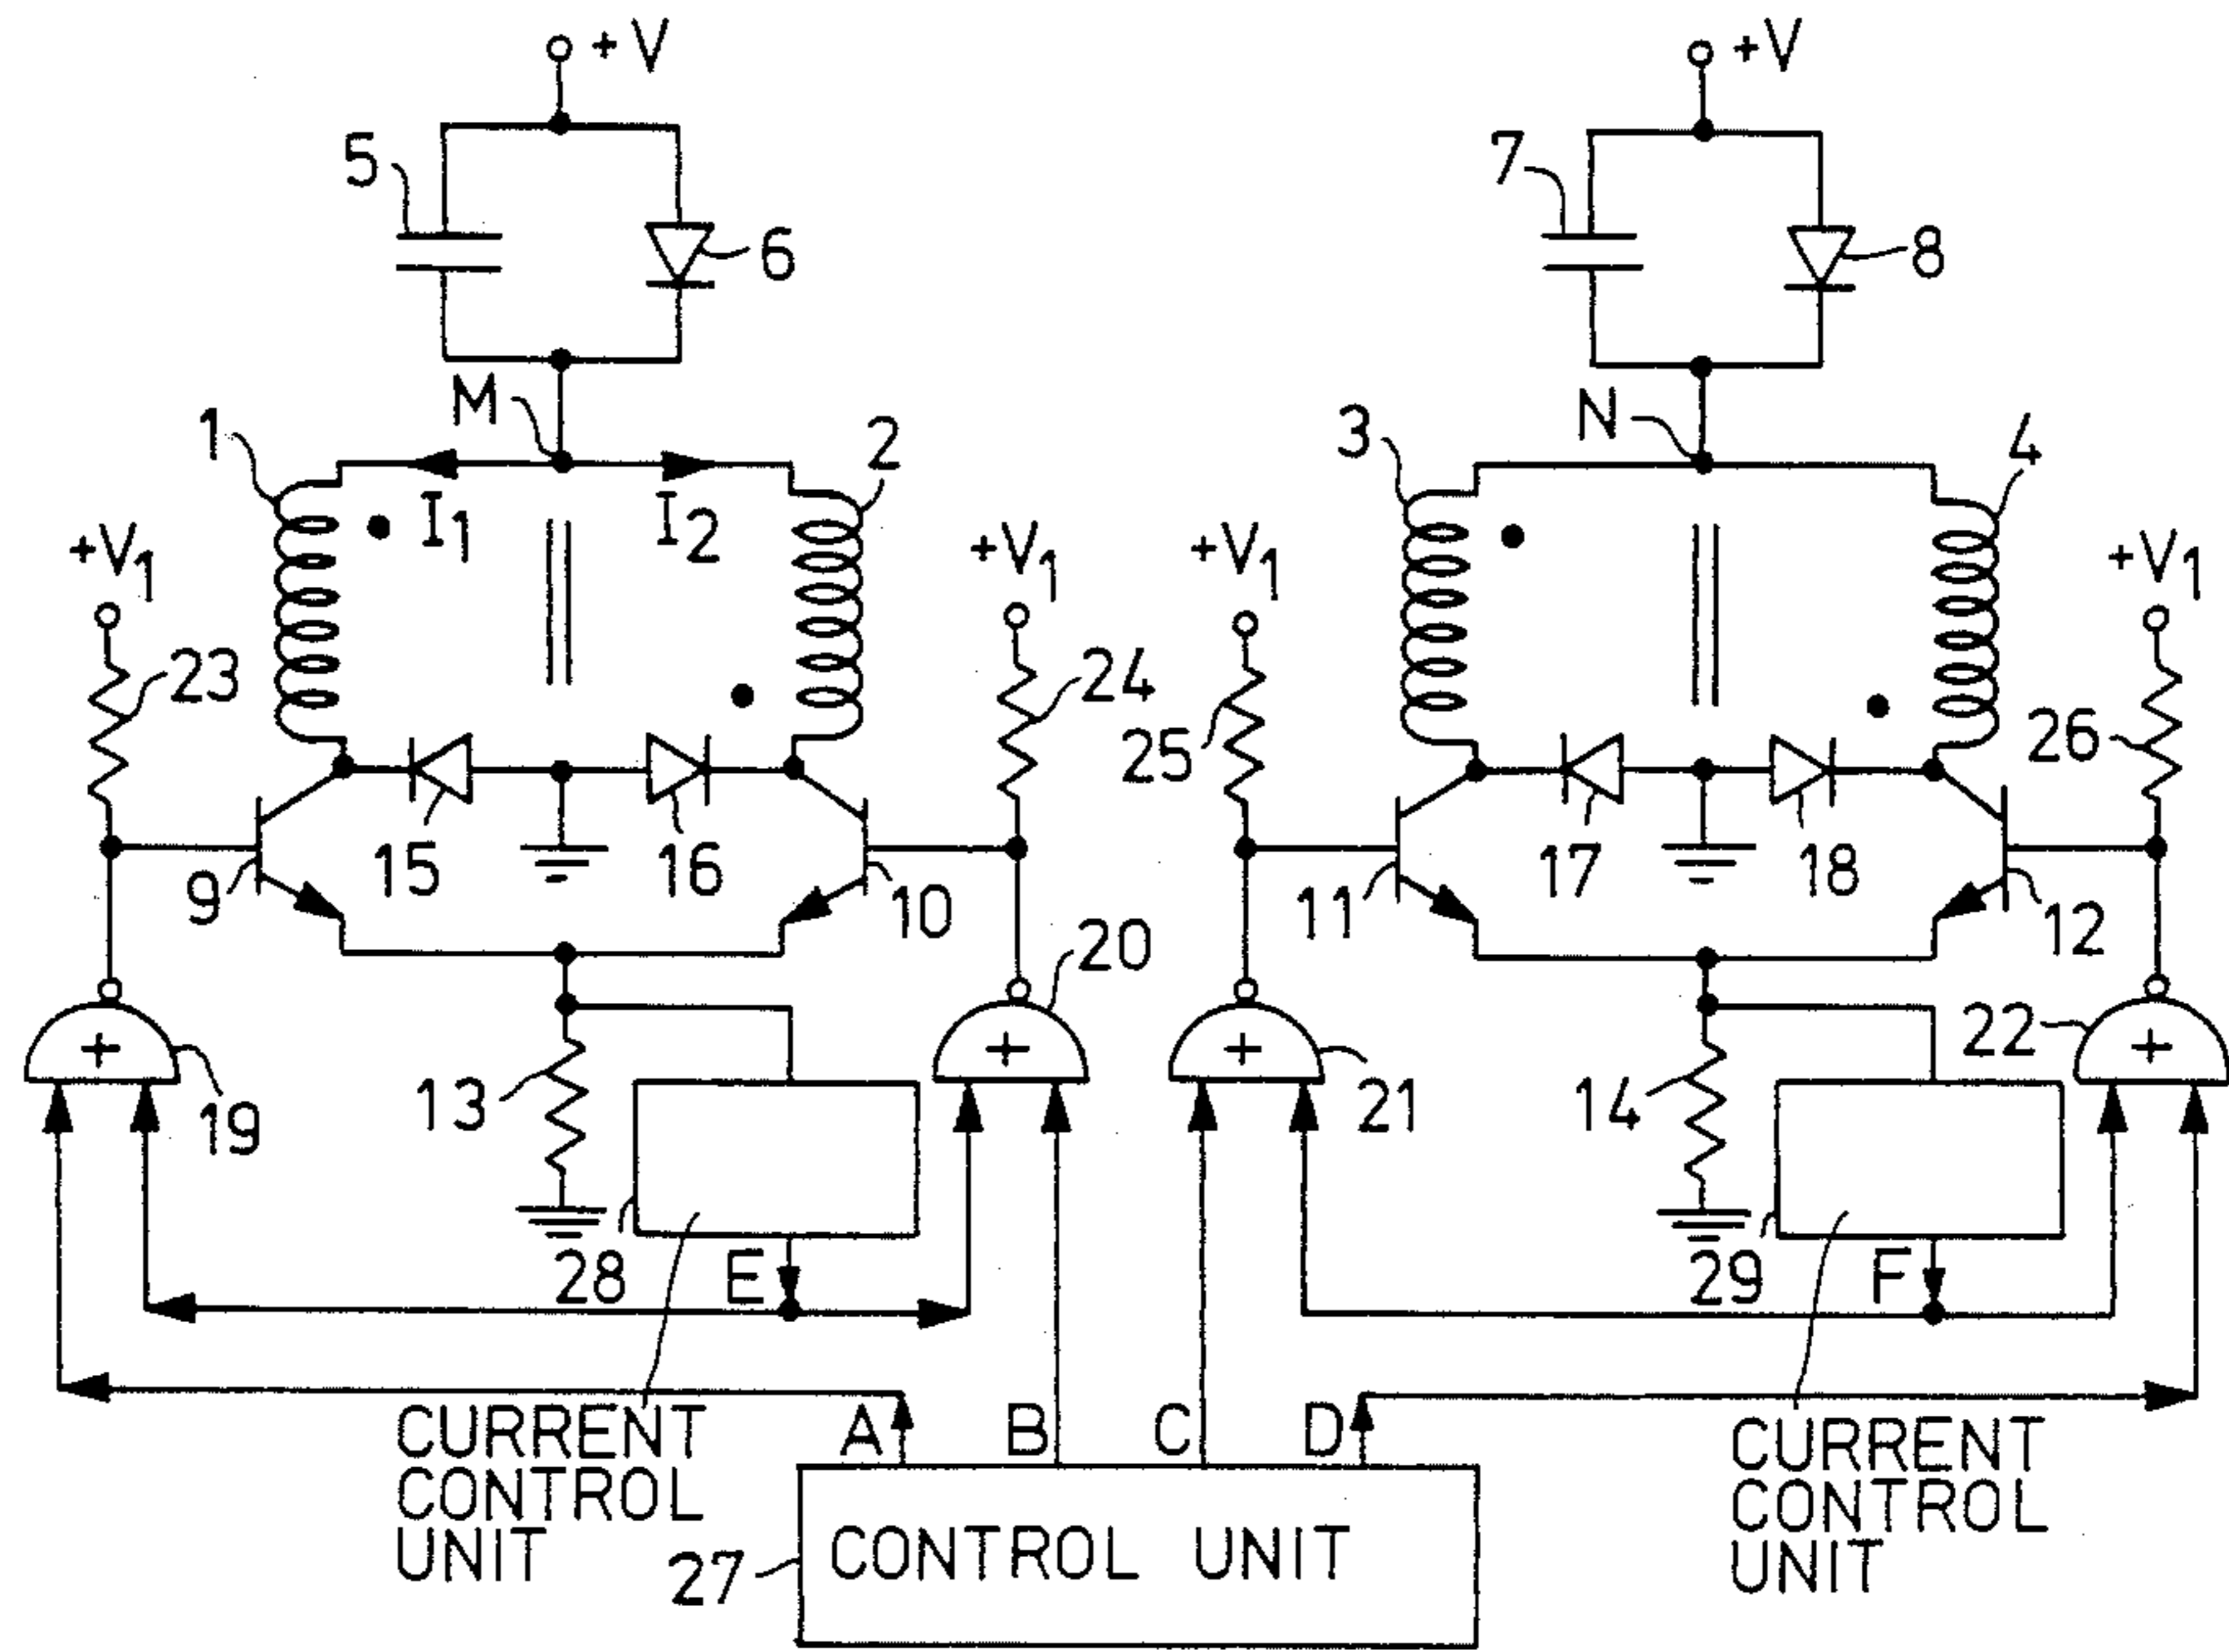 +V
+V
5
6
7
8
M
N
1
2
3
4
I1
I2
+V1
+V1
+V1
+V1
23
24
25
26
15
16
17
18
9
10
11
12
20
22
+
+
+
+
19
13
21
14
28
E
29
F
A
B
C
D
CURRENT
CONTROL
UNIT
CURRENT
CONTROL
UNIT
27
CONTROL UNIT